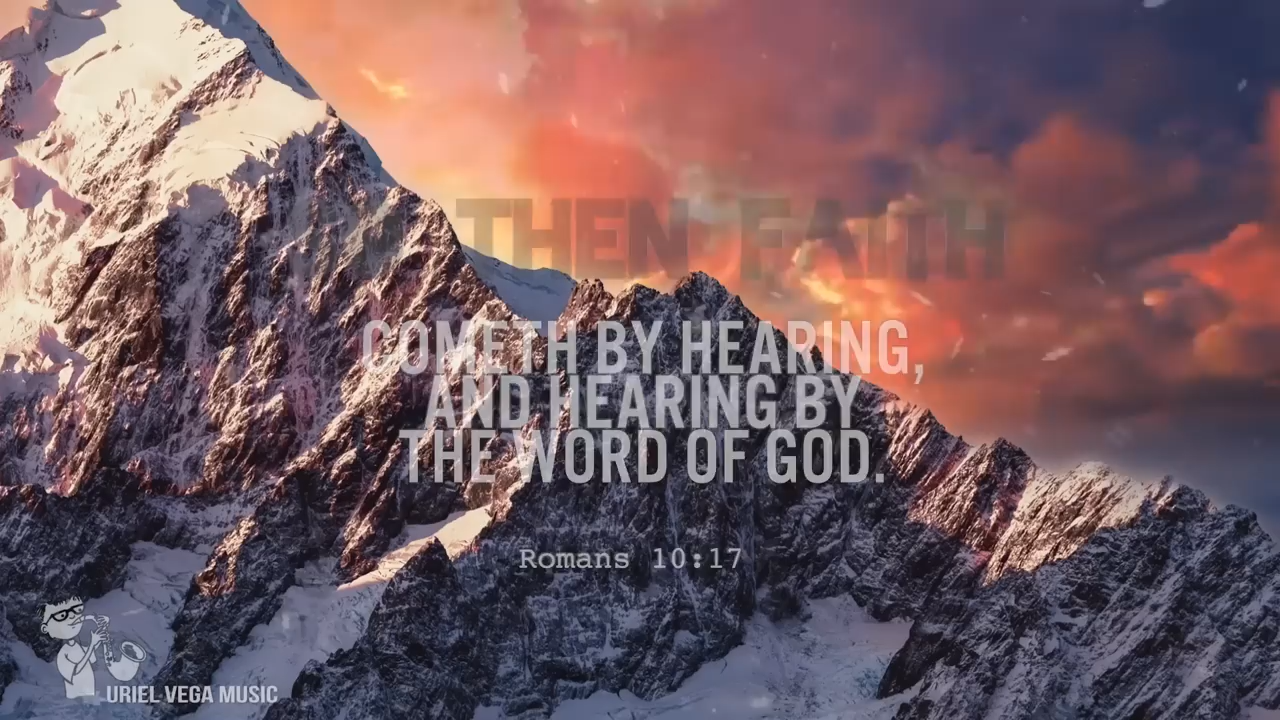 THEN FAITH
COMETH BY HEARING,
AND HEARING BY
THE WORD OF GOD.
Romans 10:17
URIEL VEGA MUSIC